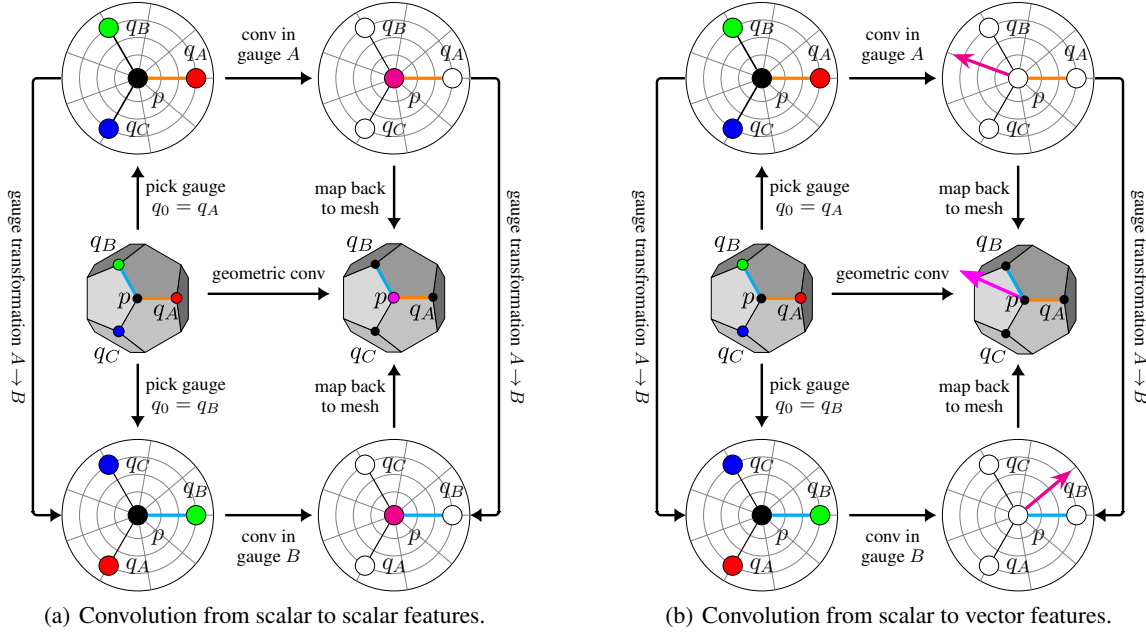 q_B
q_A
p
q_C
conv in
gauge A
q_B
q_A
p
q_C
gauge transformation A → B
pick gauge
q_0 = q_A
map back
to mesh
gauge transformation A → B
q_B
p
q_A
q_C
geometric conv
q_B
p
q_A
q_C
pick gauge
q_0 = q_B
map back
to mesh
q_C
q_B
p
q_A
conv in
gauge B
q_C
q_B
p
q_A
(a) Convolution from scalar to scalar features.
q_B
q_A
p
q_C
conv in
gauge A
q_B
q_A
p
q_C
gauge transfromation A → B
pick gauge
q_0 = q_A
map back
to mesh
gauge transfromation A → B
q_B
p
q_A
q_C
geometric conv
q_B
p
q_A
q_C
pick gauge
q_0 = q_B
map back
to mesh
q_C
q_B
p
q_A
conv in
gauge B
q_C
q_B
p
q_A
(b) Convolution from scalar to vector features.